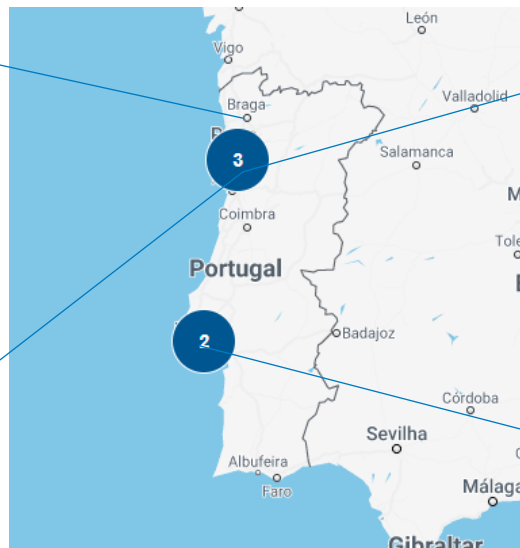 León
Vigo
Valladolid
Braga
3
Salamanca
Coimbra
Portugal
2
Badajoz
Córdoba
Sevilha
Albufeira
Faro
Málaga
Gibraltar